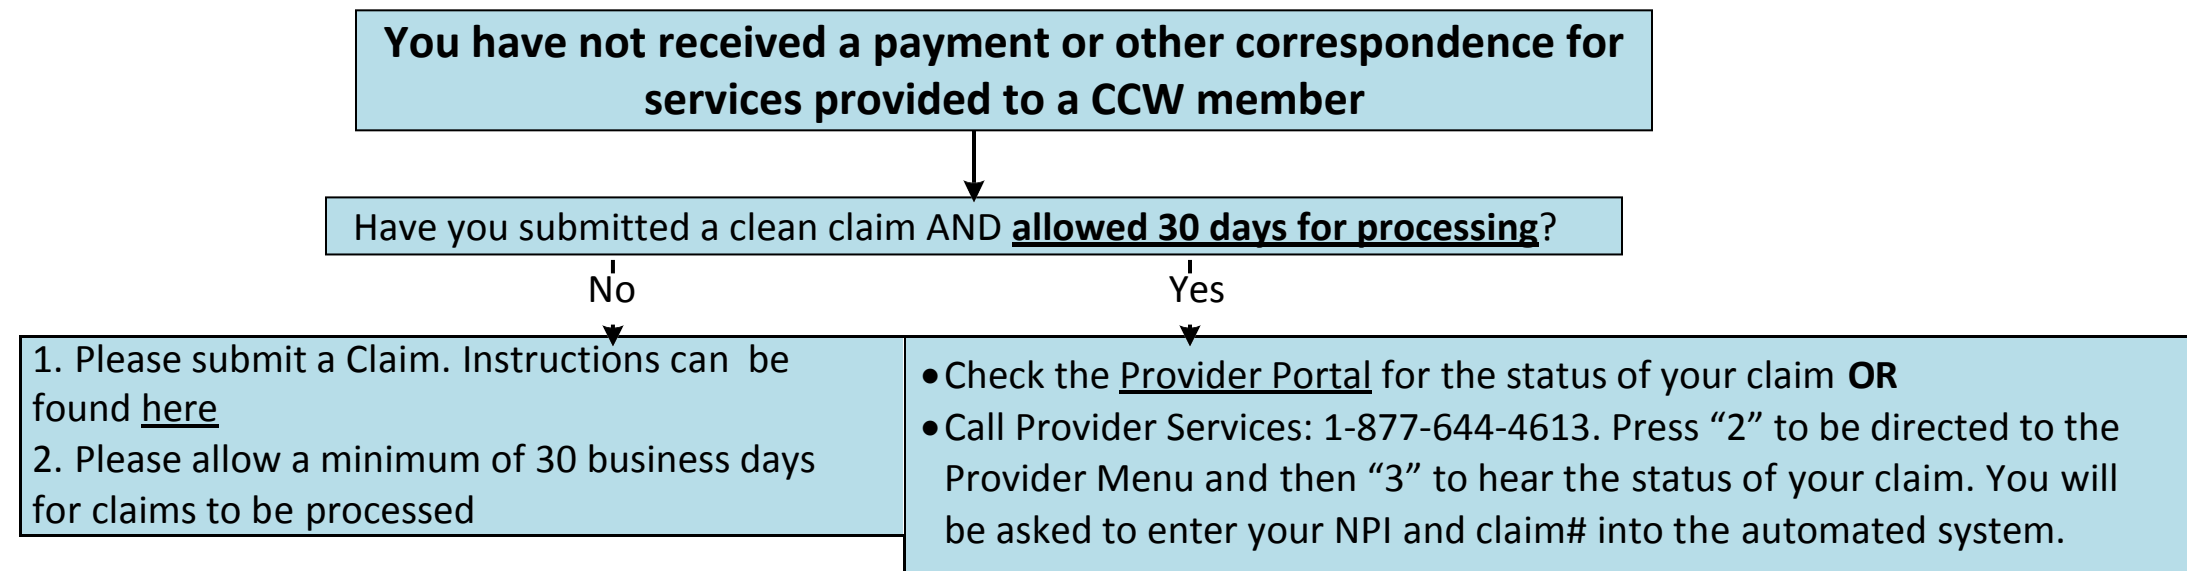 You have not received a payment or other correspondence for
services provided to a CCW member
Have you submitted a clean claim AND allowed 30 days for processing?
No
Yes
1. Please submit a Claim. Instructions can be
found here
2. Please allow a minimum of 30 business days
for claims to be processed
•Check the Provider Portal for the status of your claim OR
•Call Provider Services: 1-877-644-4613. Press “2” to be directed to the
Provider Menu and then “3” to hear the status of your claim. You will
be asked to enter your NPI and claim# into the automated system.